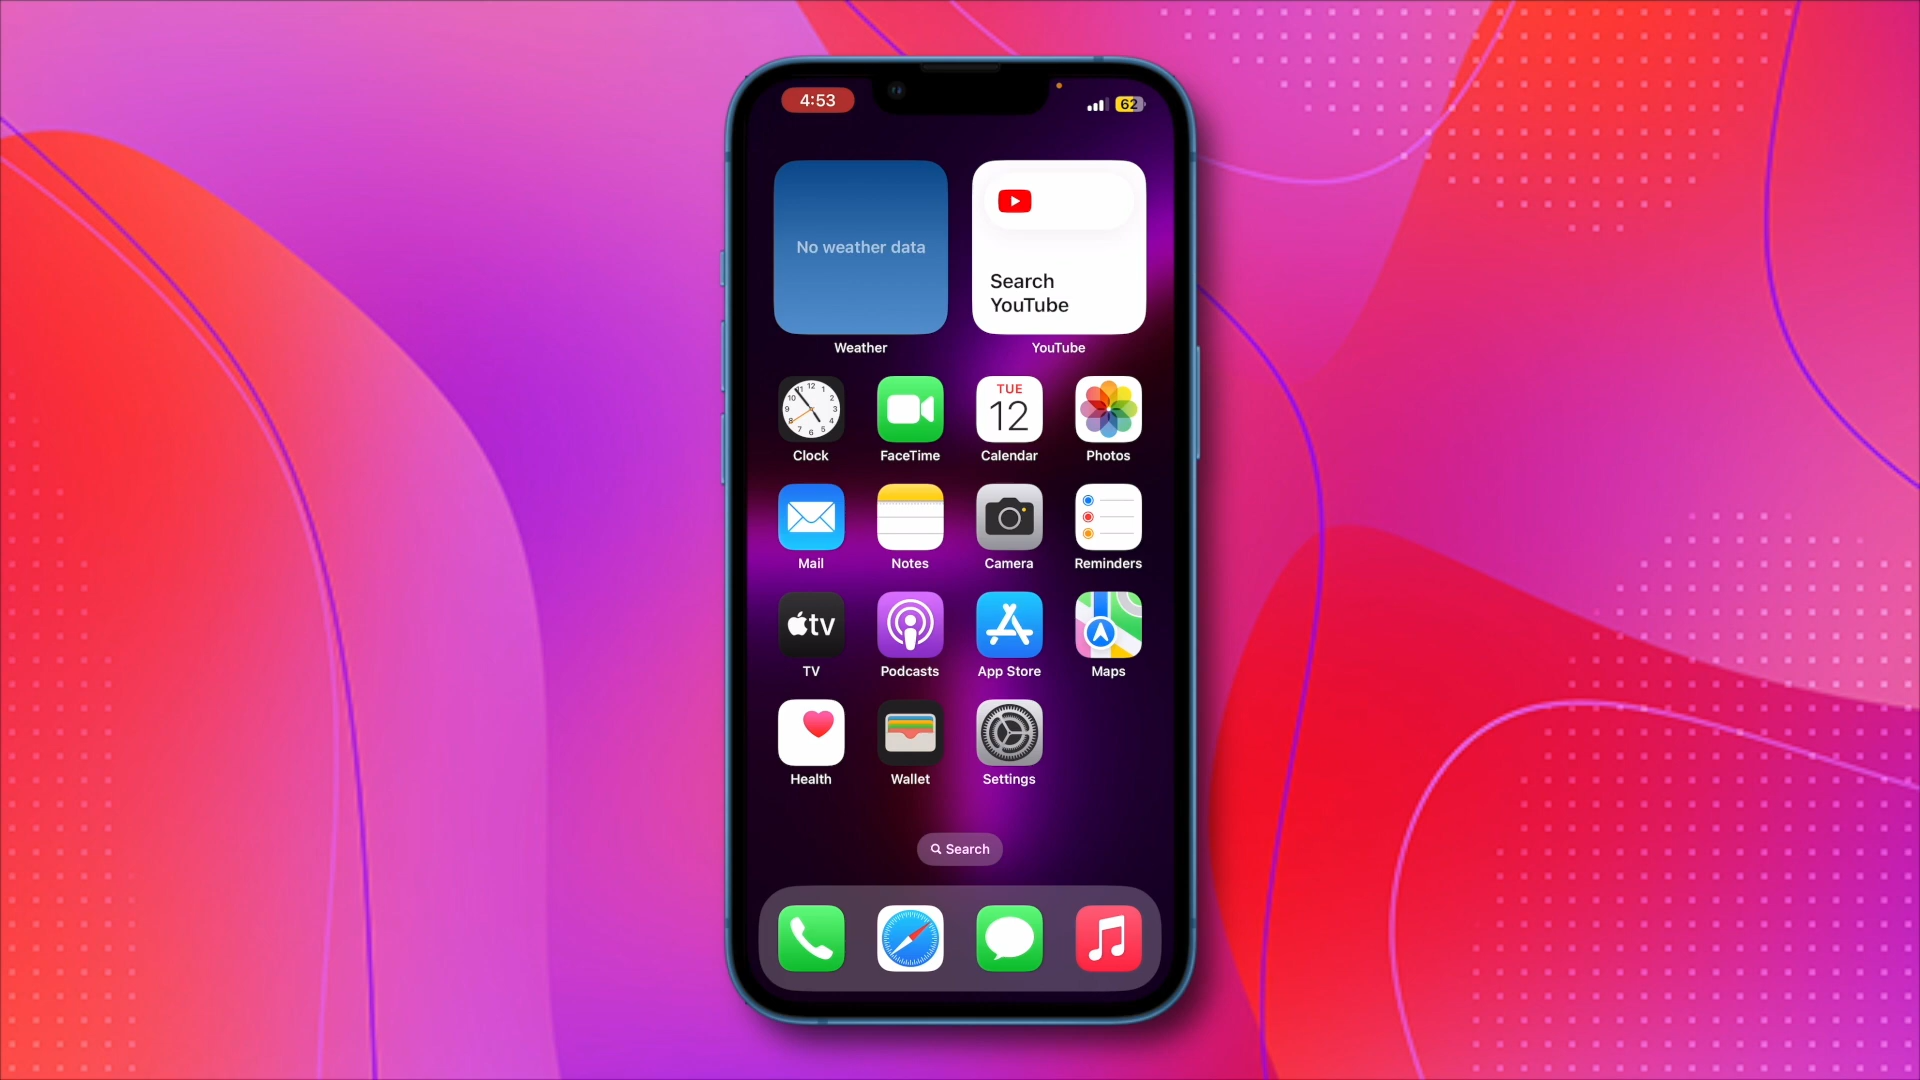 4:53
62
No weather data
Search
YouTube
Weather
YouTube
TUE
12
Clock
FaceTime
Calendar
Photos
Mail
Notes
Camera
Reminders
tv
TV
Podcasts
App Store
Maps
Health
Wallet
Settings
Search